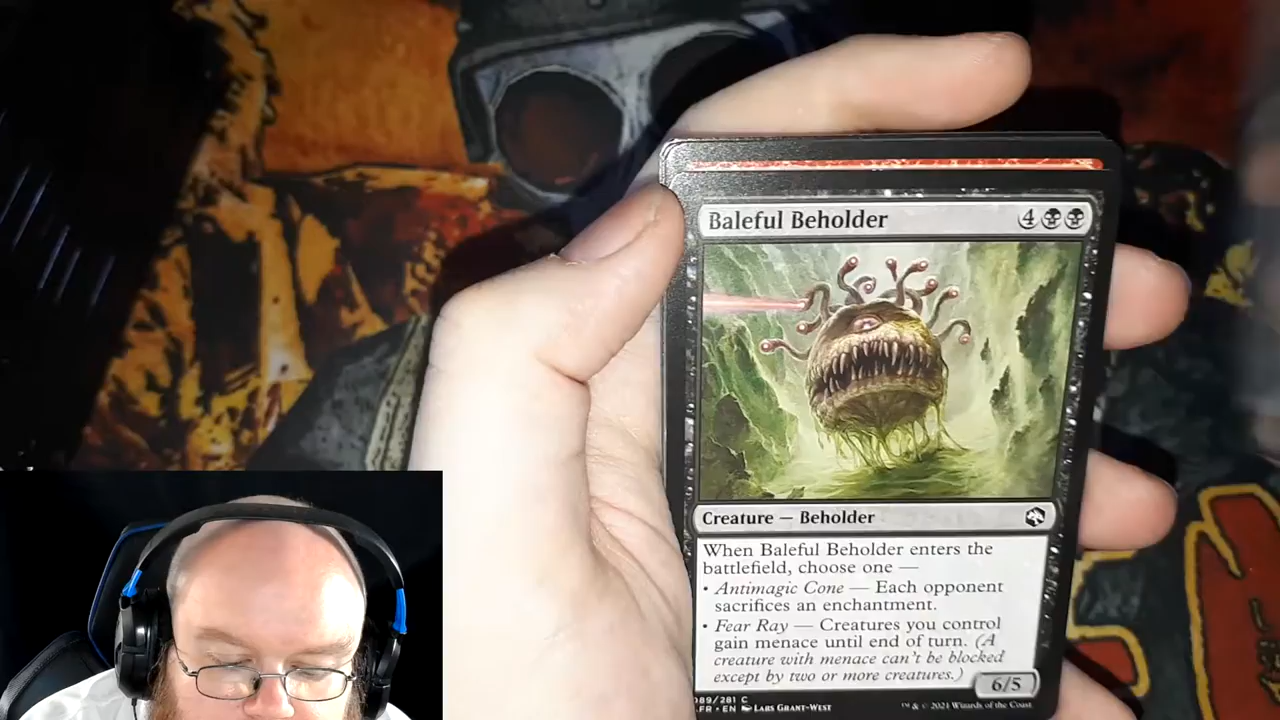 Baleful Beholder 4
Creature — Beholder
When Baleful Beholder enters the
battlefield, choose one —
• Antimagic Cone — Each opponent
sacrifices an enchantment.
• Fear Ray — Creatures you control
gain menace until end of turn. (A
creature with menace can't be blocked
except by two or more creatures.)
6/5
089/281 C
AFR • EN Lars Grant-West
™ & © 2021 Wizards of the Coast